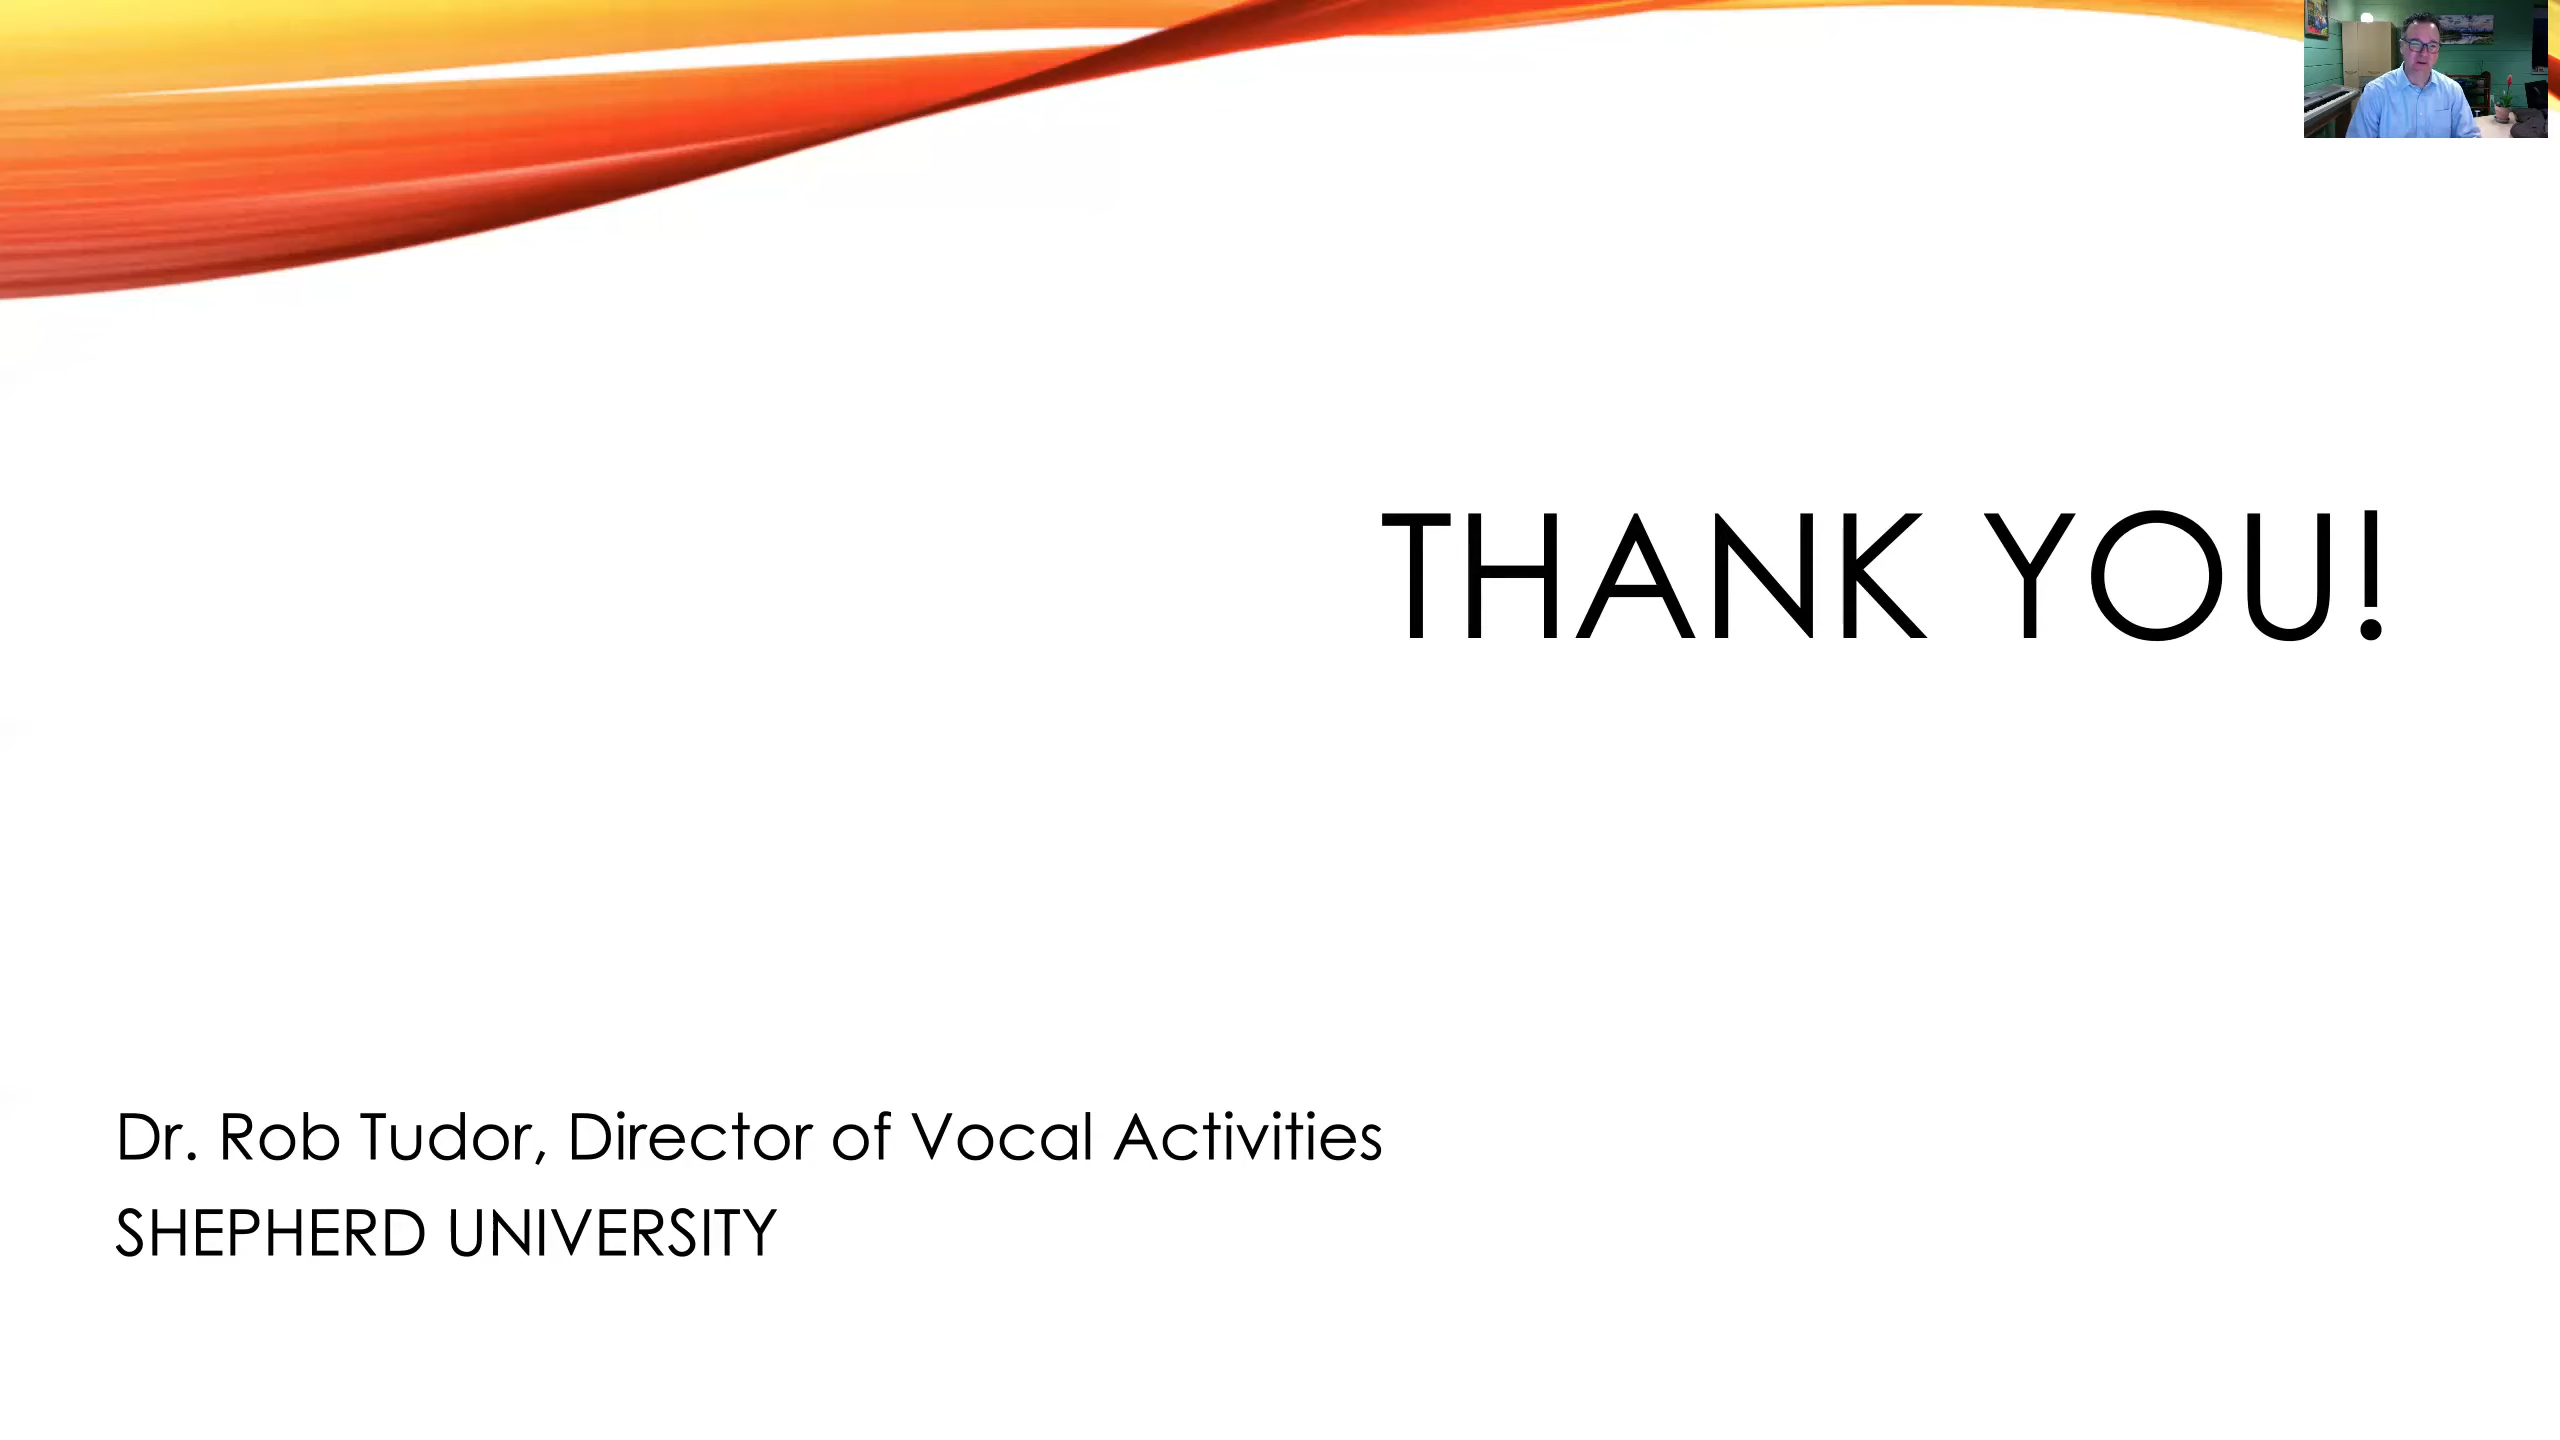 THANK YOU!
Dr. Rob Tudor, Director of Vocal Activities
SHEPHERD UNIVERSITY